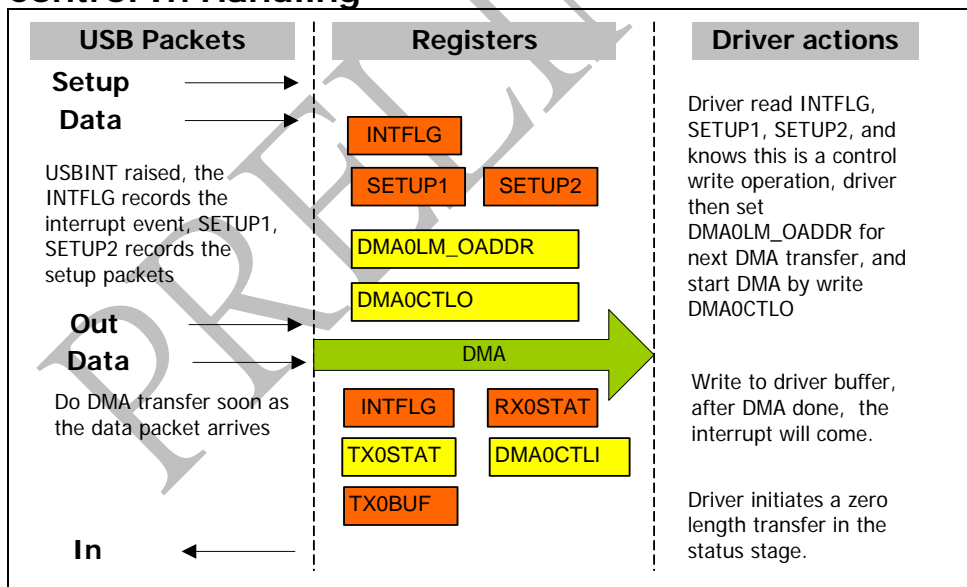 USB Packets
Registers
Driver actions
Setup
Data
USBINT raised, the
INTFLG records the
interrupt event, SETUP1,
SETUP2 records the
setup packets
Out
Data
Do DMA transfer soon as
the data packet arrives
In
INTFLG
SETUP1
SETUP2
DMA0LM_OADDR
DMA0CTLO
DMA
INTFLG
RX0STAT
TX0STAT
DMA0CTLI
TX0BUF
Driver read INTFLG,
SETUP1, SETUP2, and
knows this is a control
write operation, driver
then set
DMA0LM_OADDR for
next DMA transfer, and
start DMA by write
DMA0CTLO
Write to driver buffer,
after DMA done, the
interrupt will come.
Driver initiates a zero
length transfer in the
status stage.